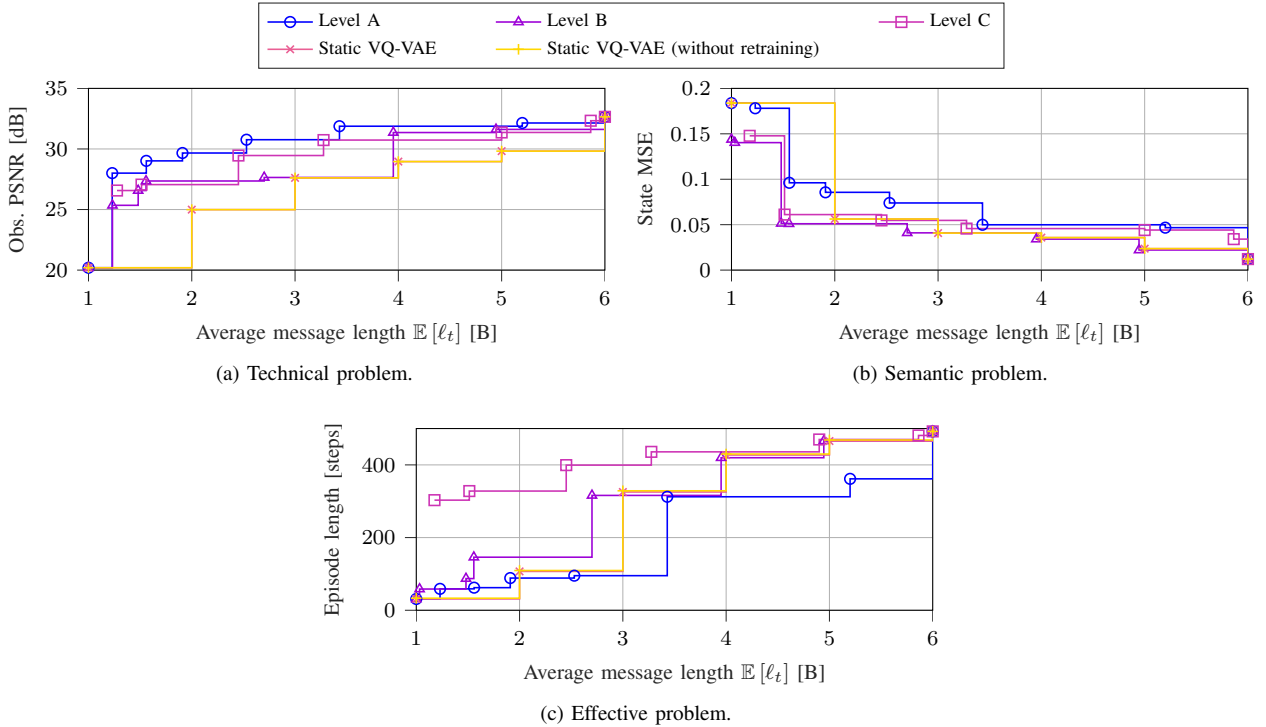 Level A Level B Level C
Static VQ-VAE Static VQ-VAE (without retraining)
35
30
25
20
Obs. PSNR [dB]
1 2 3 4 5 6
Average message length 𝔼 [ℓₜ] [B]
(a) Technical problem.
0.2
0.15
0.1
0.05
0
State MSE
1 2 3 4 5 6
Average message length 𝔼 [ℓₜ] [B]
(b) Semantic problem.
400
200
0
Episode length [steps]
1 2 3 4 5 6
Average message length 𝔼 [ℓₜ] [B]
(c) Effective problem.